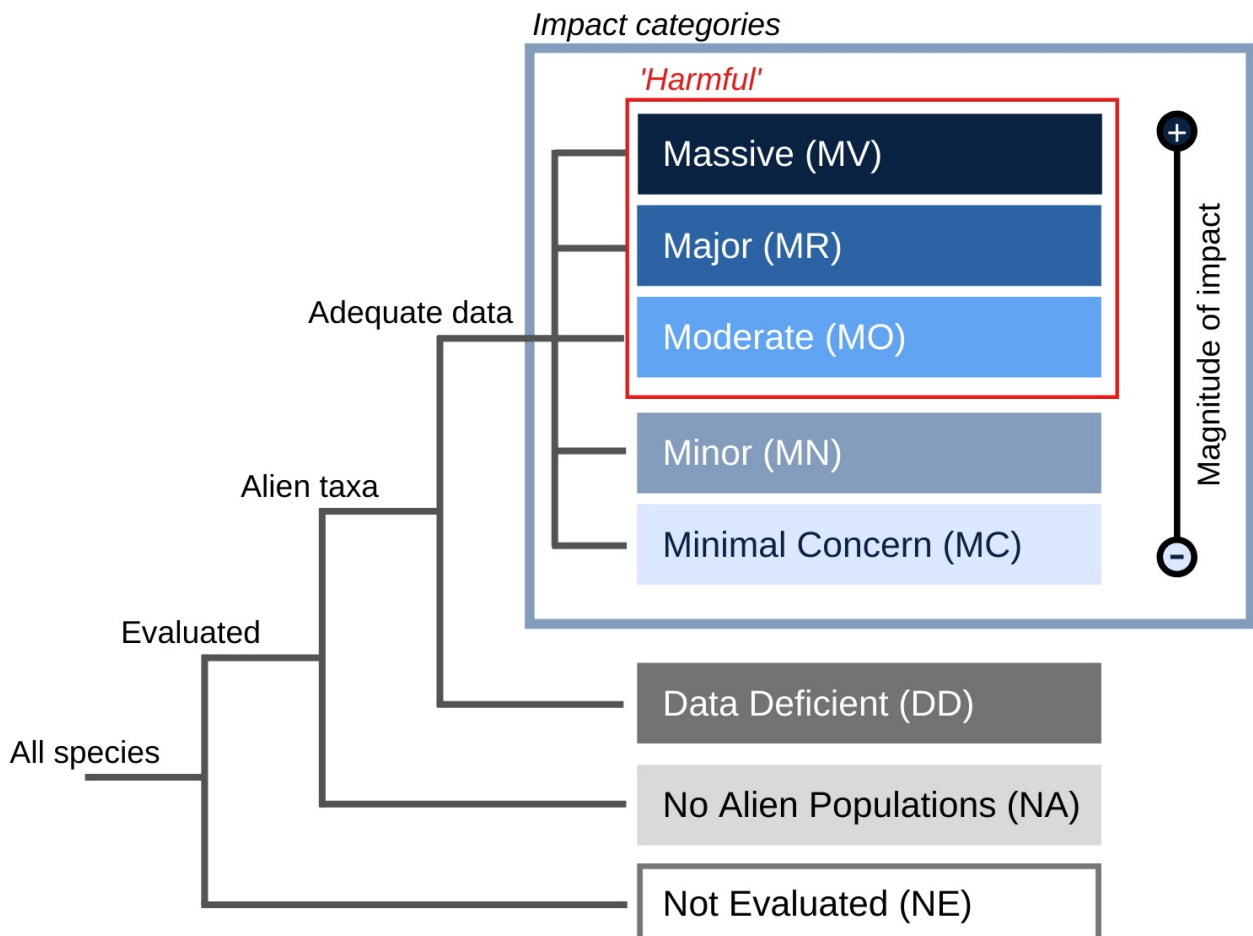 Impact categories
'Harmful'
Massive (MV)
Major (MR)
Adequate data
Moderate (MO)
Minor (MN)
Alien taxa
Minimal Concern (MC)
+
-
Magnitude of impact
Evaluated
Data Deficient (DD)
All species
No Alien Populations (NA)
Not Evaluated (NE)